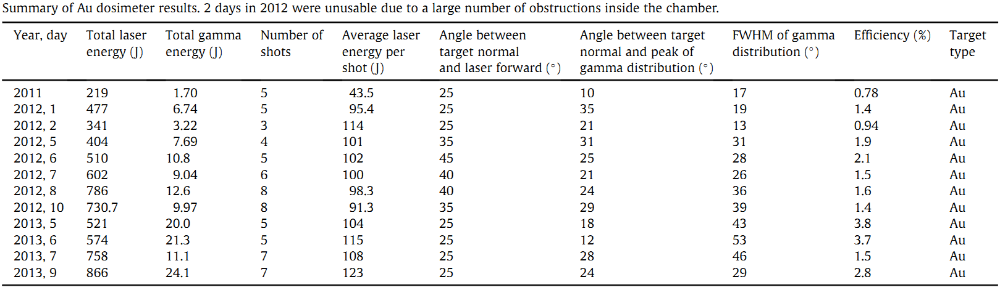 Summary of Au dosimeter results. 2 days in 2012 were unusable due to a large number of obstructions inside the chamber.
Year, day Total laser energy (J) Total gamma energy (J) Number of shots Average laser energy per shot (J) Angle between target normal and laser forward (°) Angle between target normal and peak of gamma distribution (°) FWHM of gamma distribution (°) Efficiency (%) Target type
2011 219 1.70 5 43.5 25 10 17 0.78 Au
2012, 1 477 6.74 5 95.4 25 35 19 1.4 Au
2012, 2 341 3.22 3 114 25 21 13 0.94 Au
2012, 5 404 7.69 4 101 35 31 31 1.9 Au
2012, 6 510 10.8 5 102 45 25 28 2.1 Au
2012, 7 602 9.04 6 100 40 21 26 1.5 Au
2012, 8 786 12.6 8 98.3 40 24 36 1.6 Au
2012, 10 730.7 9.97 8 91.3 35 29 39 1.4 Au
2013, 5 521 20.0 5 104 25 18 43 3.8 Au
2013, 6 574 21.3 5 115 25 12 53 3.7 Au
2013, 7 758 11.1 7 108 25 28 46 1.5 Au
2013, 9 866 24.1 7 123 25 24 29 2.8 Au